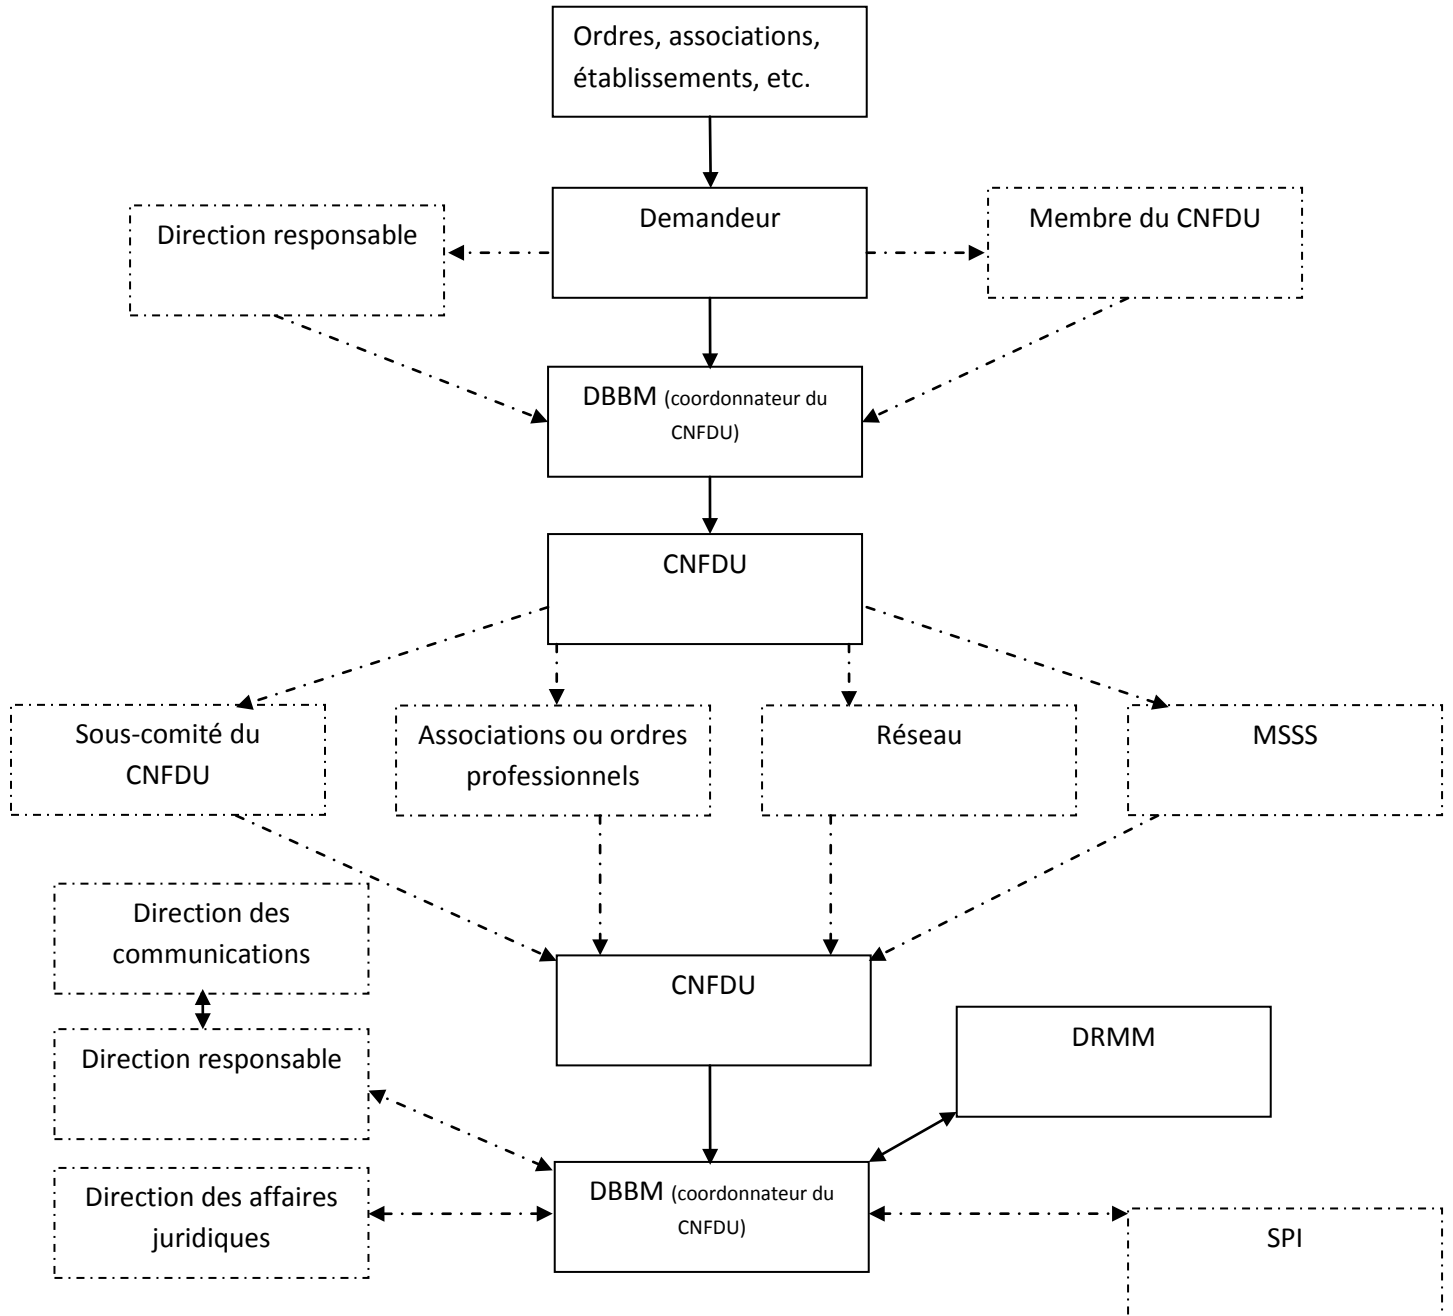 Ordres, associations,
établissements, etc.
Demandeur
Direction responsable
Membre du CNFDU
DBBM (coordonnateur du
CNFDU)
CNFDU
Sous-comité du
CNFDU
Associations ou ordres
professionnels
Réseau
MSSS
Direction des
communications
CNFDU
Direction responsable
DRMM
Direction des affaires
juridiques
DBBM (coordonnateur du
CNFDU)
SPI